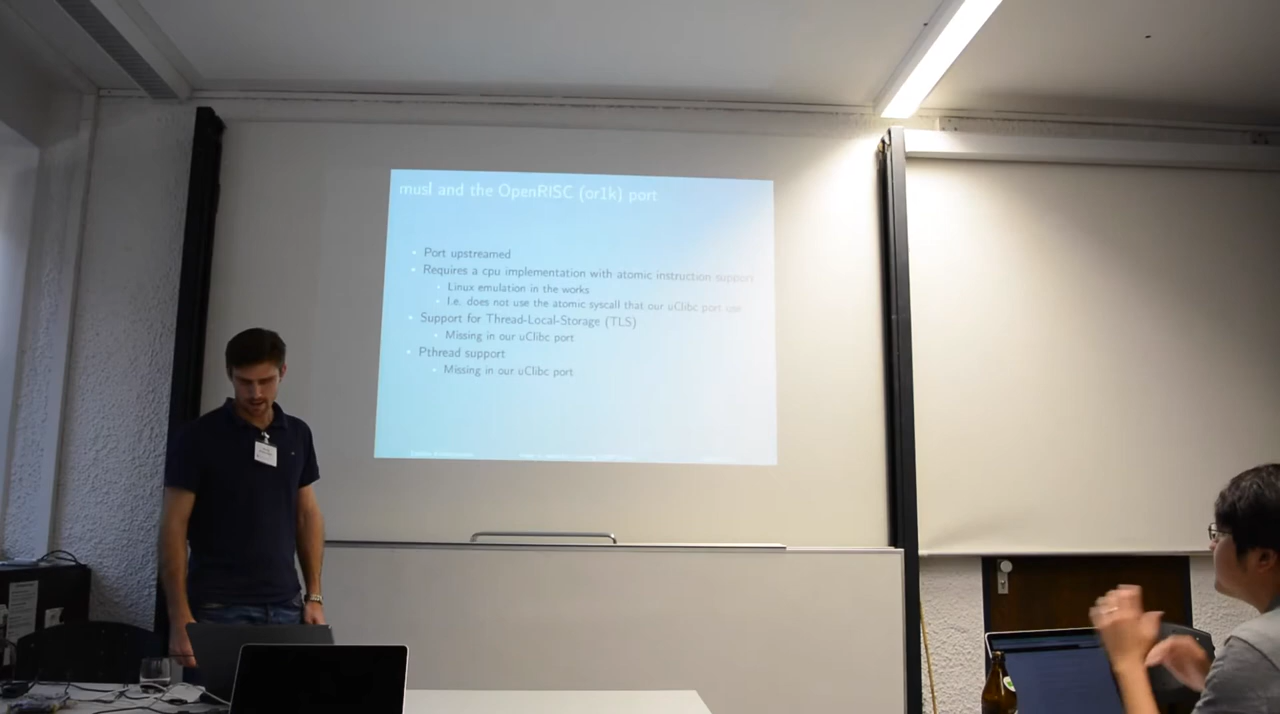 musl and the OpenRISC (or1k) port
Port upstreamed
Requires a cpu implementation with atomic instruction support
Linux emulation in the works
I.e. does not use the atomic syscall that our uClibc port use
Support for Thread-Local-Storage (TLS)
Missing in our uClibc port
Pthread support
Missing in our uClibc port